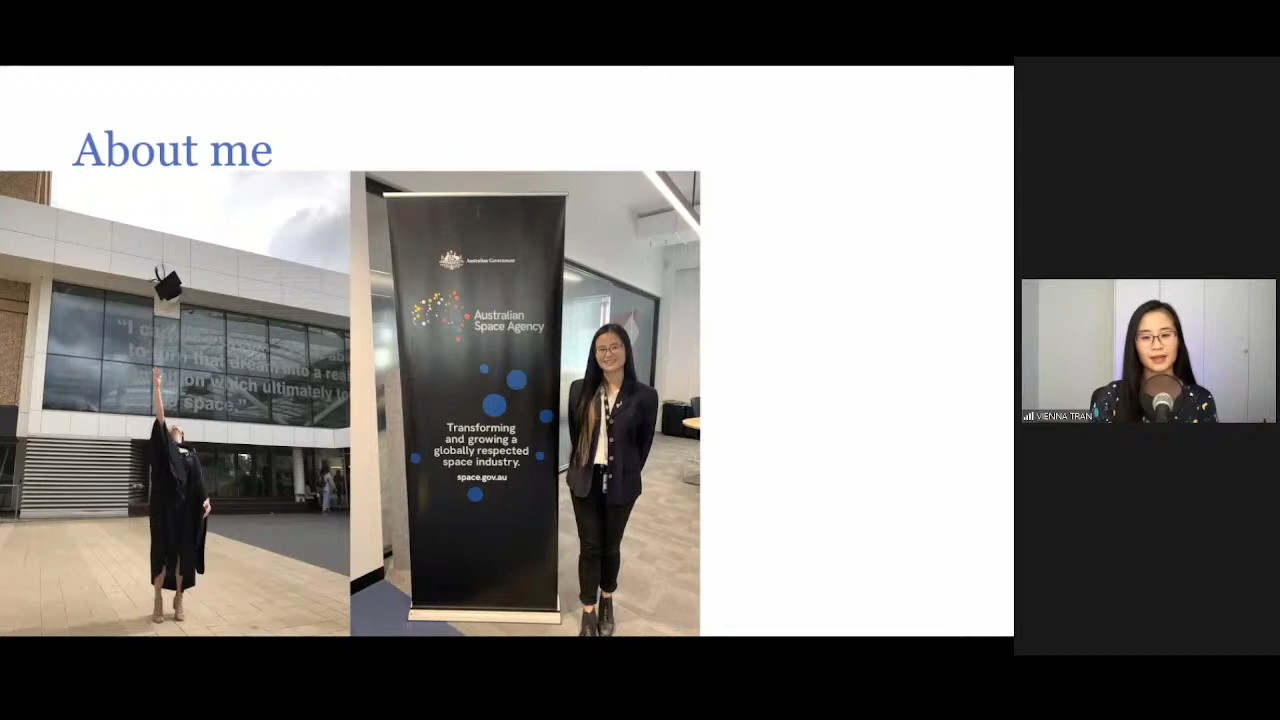 About me
"I ca
to turn that dream into a rea
which ultimately to
space,"
Australian Government
Australian
Space Agency
Transforming
and growing a
globally respected
space industry.
space.gov.au
VIENNA TRAN